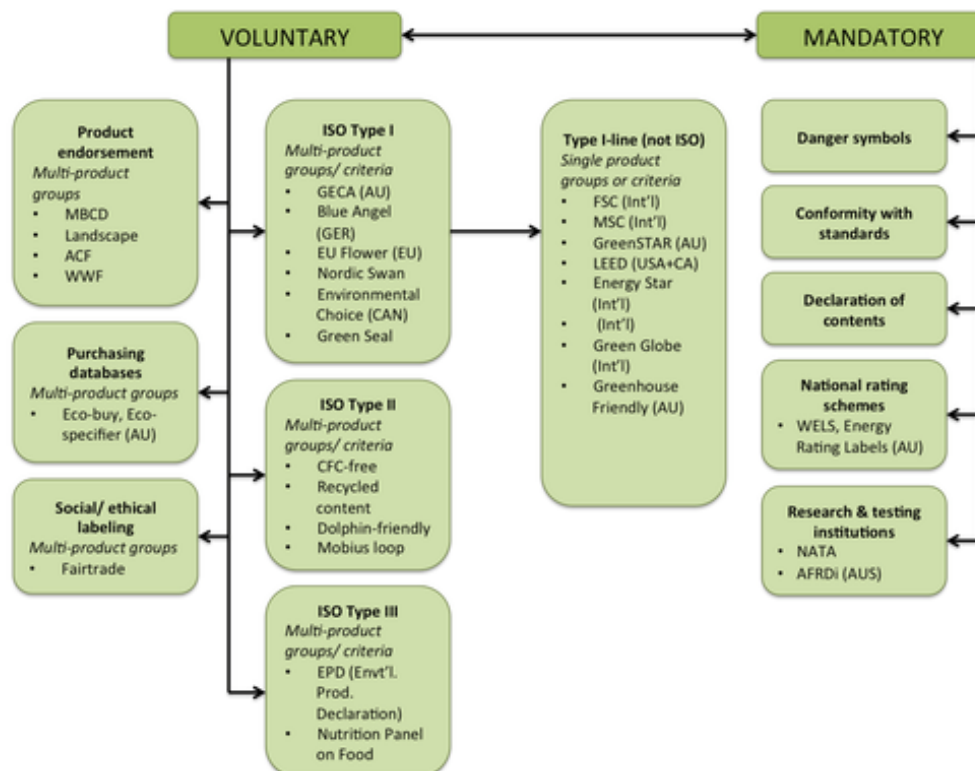 VOLUNTARY
MANDATORY
Product
endorsement
Multi-product
groups
• MBCD
• Landscape
• ACF
• WWF
Purchasing
databases
Multi-product groups
• Eco-buy, Eco-
specifier (AU)
Social/ ethical
labeling
Multi-product groups
• Fairtrade
ISO Type I
Multi-product
groups/ criteria
• GECA (AU)
• Blue Angel
(GER)
• EU Flower (EU)
• Nordic Swan
• Environmental
Choice (CAN)
• Green Seal
ISO Type II
Multi-product
groups/ criteria
• CFC-free
• Recycled
content
• Dolphin-friendly
• Mobius loop
ISO Type III
Multi-product
groups/ criteria
• EPD (Envt'l.
Prod.
Declaration)
• Nutrition Panel
on Food
Type I-line (not ISO)
Single product
groups or criteria
• FSC (Int'l)
• MSC (Int'l)
• GreenSTAR (AU)
• LEED (USA+CA)
• Energy Star
(Int'l)
• (Int'l)
• Green Globe
(Int'l)
• Greenhouse
Friendly (AU)
Danger symbols
Conformity with
standards
Declaration of
contents
National rating
schemes
• WELS, Energy
Rating Labels (AU)
Research & testing
institutions
• NATA
• AFRDi (AUS)